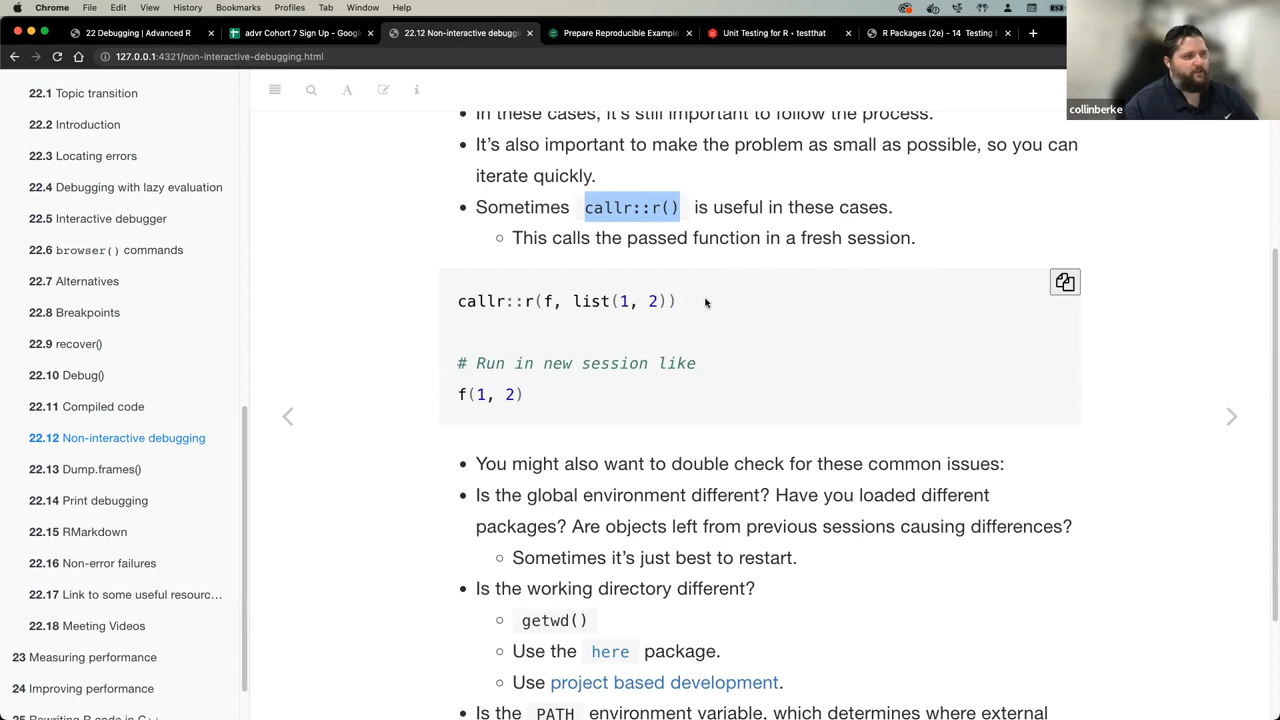 Chrome File Edit View History Bookmarks Profiles Tab Window Help
22 Debugging | Advanced R
advr Cohort 7 Sign Up - Googl
22.12 Non-interactive debuggi
Prepare Reproducible Example
Unit Testing for R • testthat
R Packages (2e) - 14 Testing b
127.0.0.1:4321/non-interactive-debugging.html
collinberke
22.1 Topic transition
22.2 Introduction
22.3 Locating errors
22.4 Debugging with lazy evaluation
22.5 Interactive debugger
22.6 browser() commands
22.7 Alternatives
22.8 Breakpoints
22.9 recover()
22.10 Debug()
22.11 Compiled code
22.12 Non-interactive debugging
22.13 Dump.frames()
22.14 Print debugging
22.15 RMarkdown
22.16 Non-error failures
22.17 Link to some useful resourc…
22.18 Meeting Videos
23 Measuring performance
24 Improving performance
25 Rewriting R code in C++
• In these cases, it's still important to follow the process.
• It's also important to make the problem as small as possible, so you can
iterate quickly.
• Sometimes callr::r() is useful in these cases.
○ This calls the passed function in a fresh session.
callr::r(f, list(1, 2))
# Run in new session like
f(1, 2)
• You might also want to double check for these common issues:
• Is the global environment different? Have you loaded different
packages? Are objects left from previous sessions causing differences?
○ Sometimes it's just best to restart.
• Is the working directory different?
○ getwd()
○ Use the here package.
○ Use project based development.
• Is the PATH environment variable, which determines where external